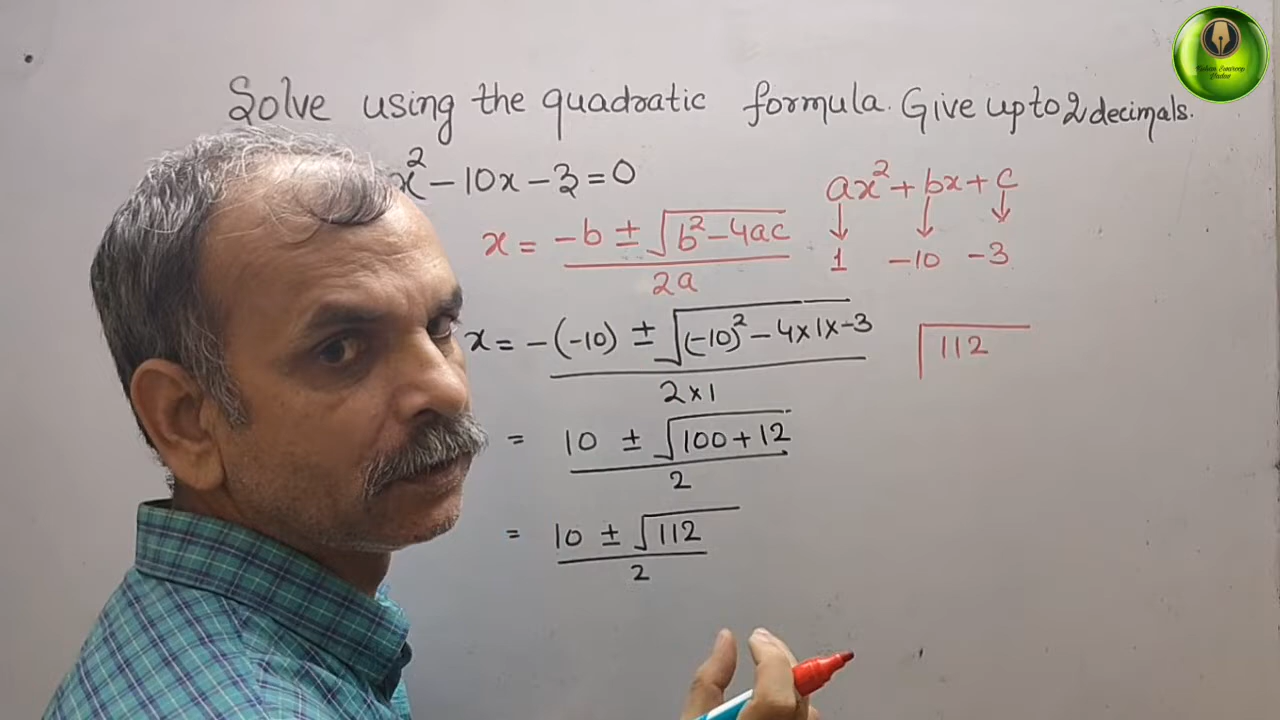 Solve using the quadratic formula. Give up to 2 decimals.
x² - 10x - 3 = 0
ax² + bx + c
↓ ↓ ↓
1 -10 -3
x = -b ± √(b² - 4ac) / 2a
x = -(-10) ± √((-10)² - 4×1×-3) / 2×1
√112
= 10 ± √(100 + 12) / 2
= 10 ± √112 / 2